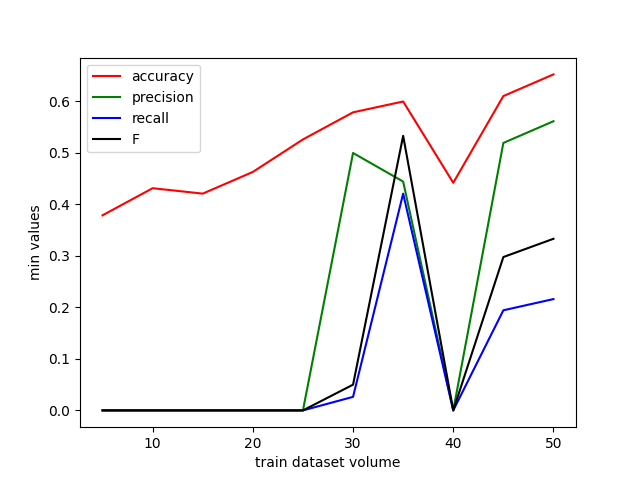 accuracy
precision
recall
F
min values
0.6
0.5
0.4
0.3
0.2
0.1
0.0
10 20 30 40 50
train dataset volume